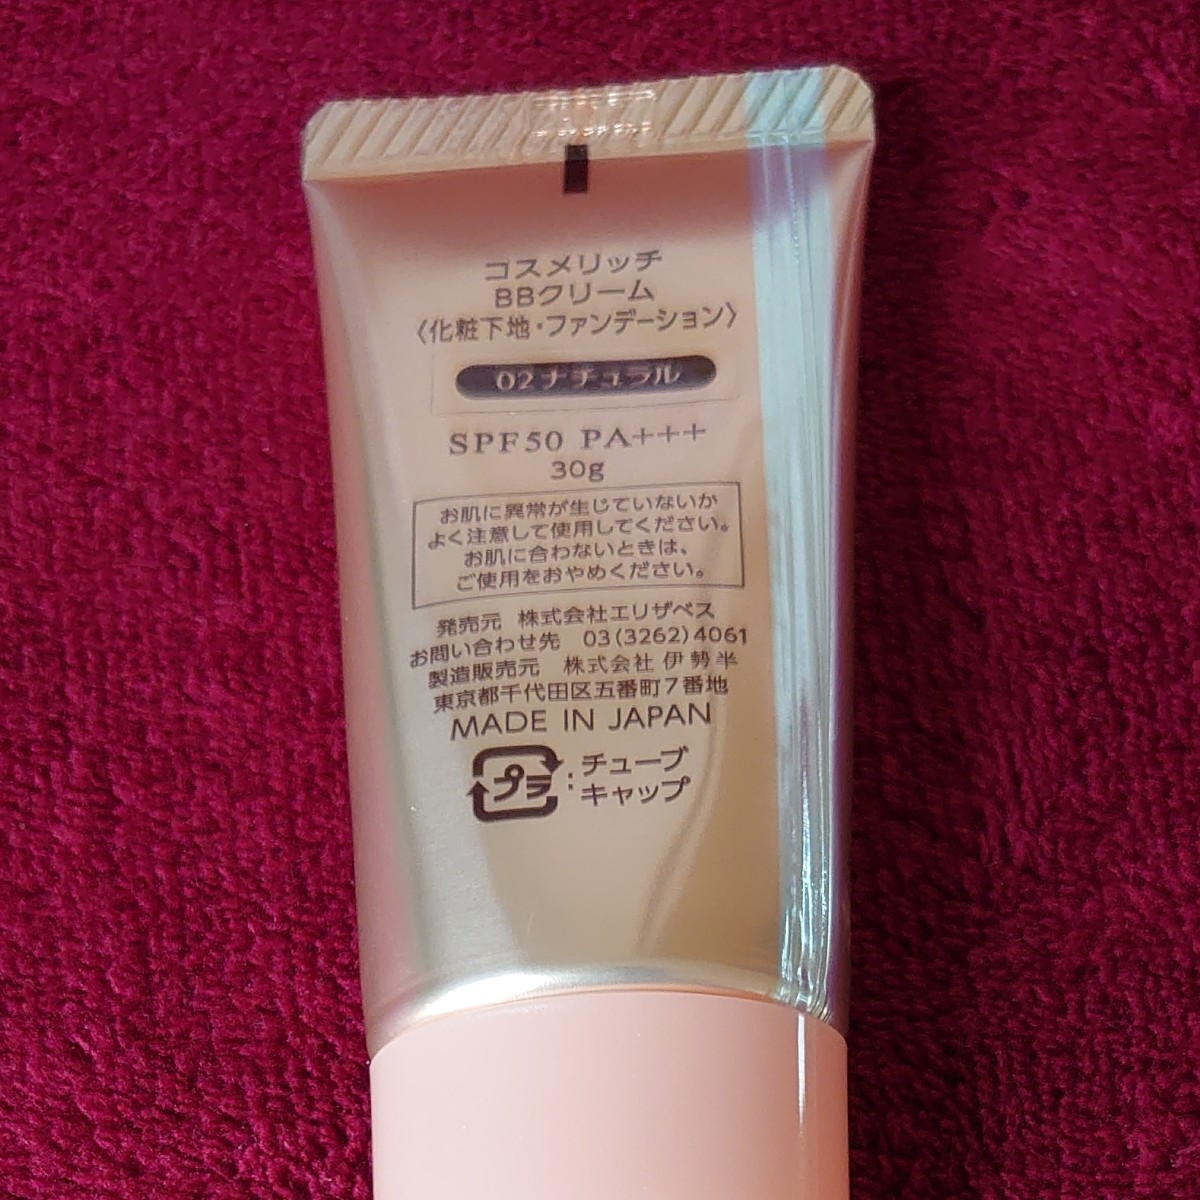 コスメリッチ
BBクリーム
〈化粧下地・ファンデーション〉
02ナチュラル
SPF50 PA+++
30g
お肌に異常が生じていないか
よく注意して使用してください。
お肌に合わないときは、
ご使用をおやめください。
発売元 株式会社エリザベス
お問い合わせ先 03(3262)4061
製造販売元 株式会社 伊勢半
東京都千代田区五番町7番地
MADE IN JAPAN
プラ:チューブ
キャップ